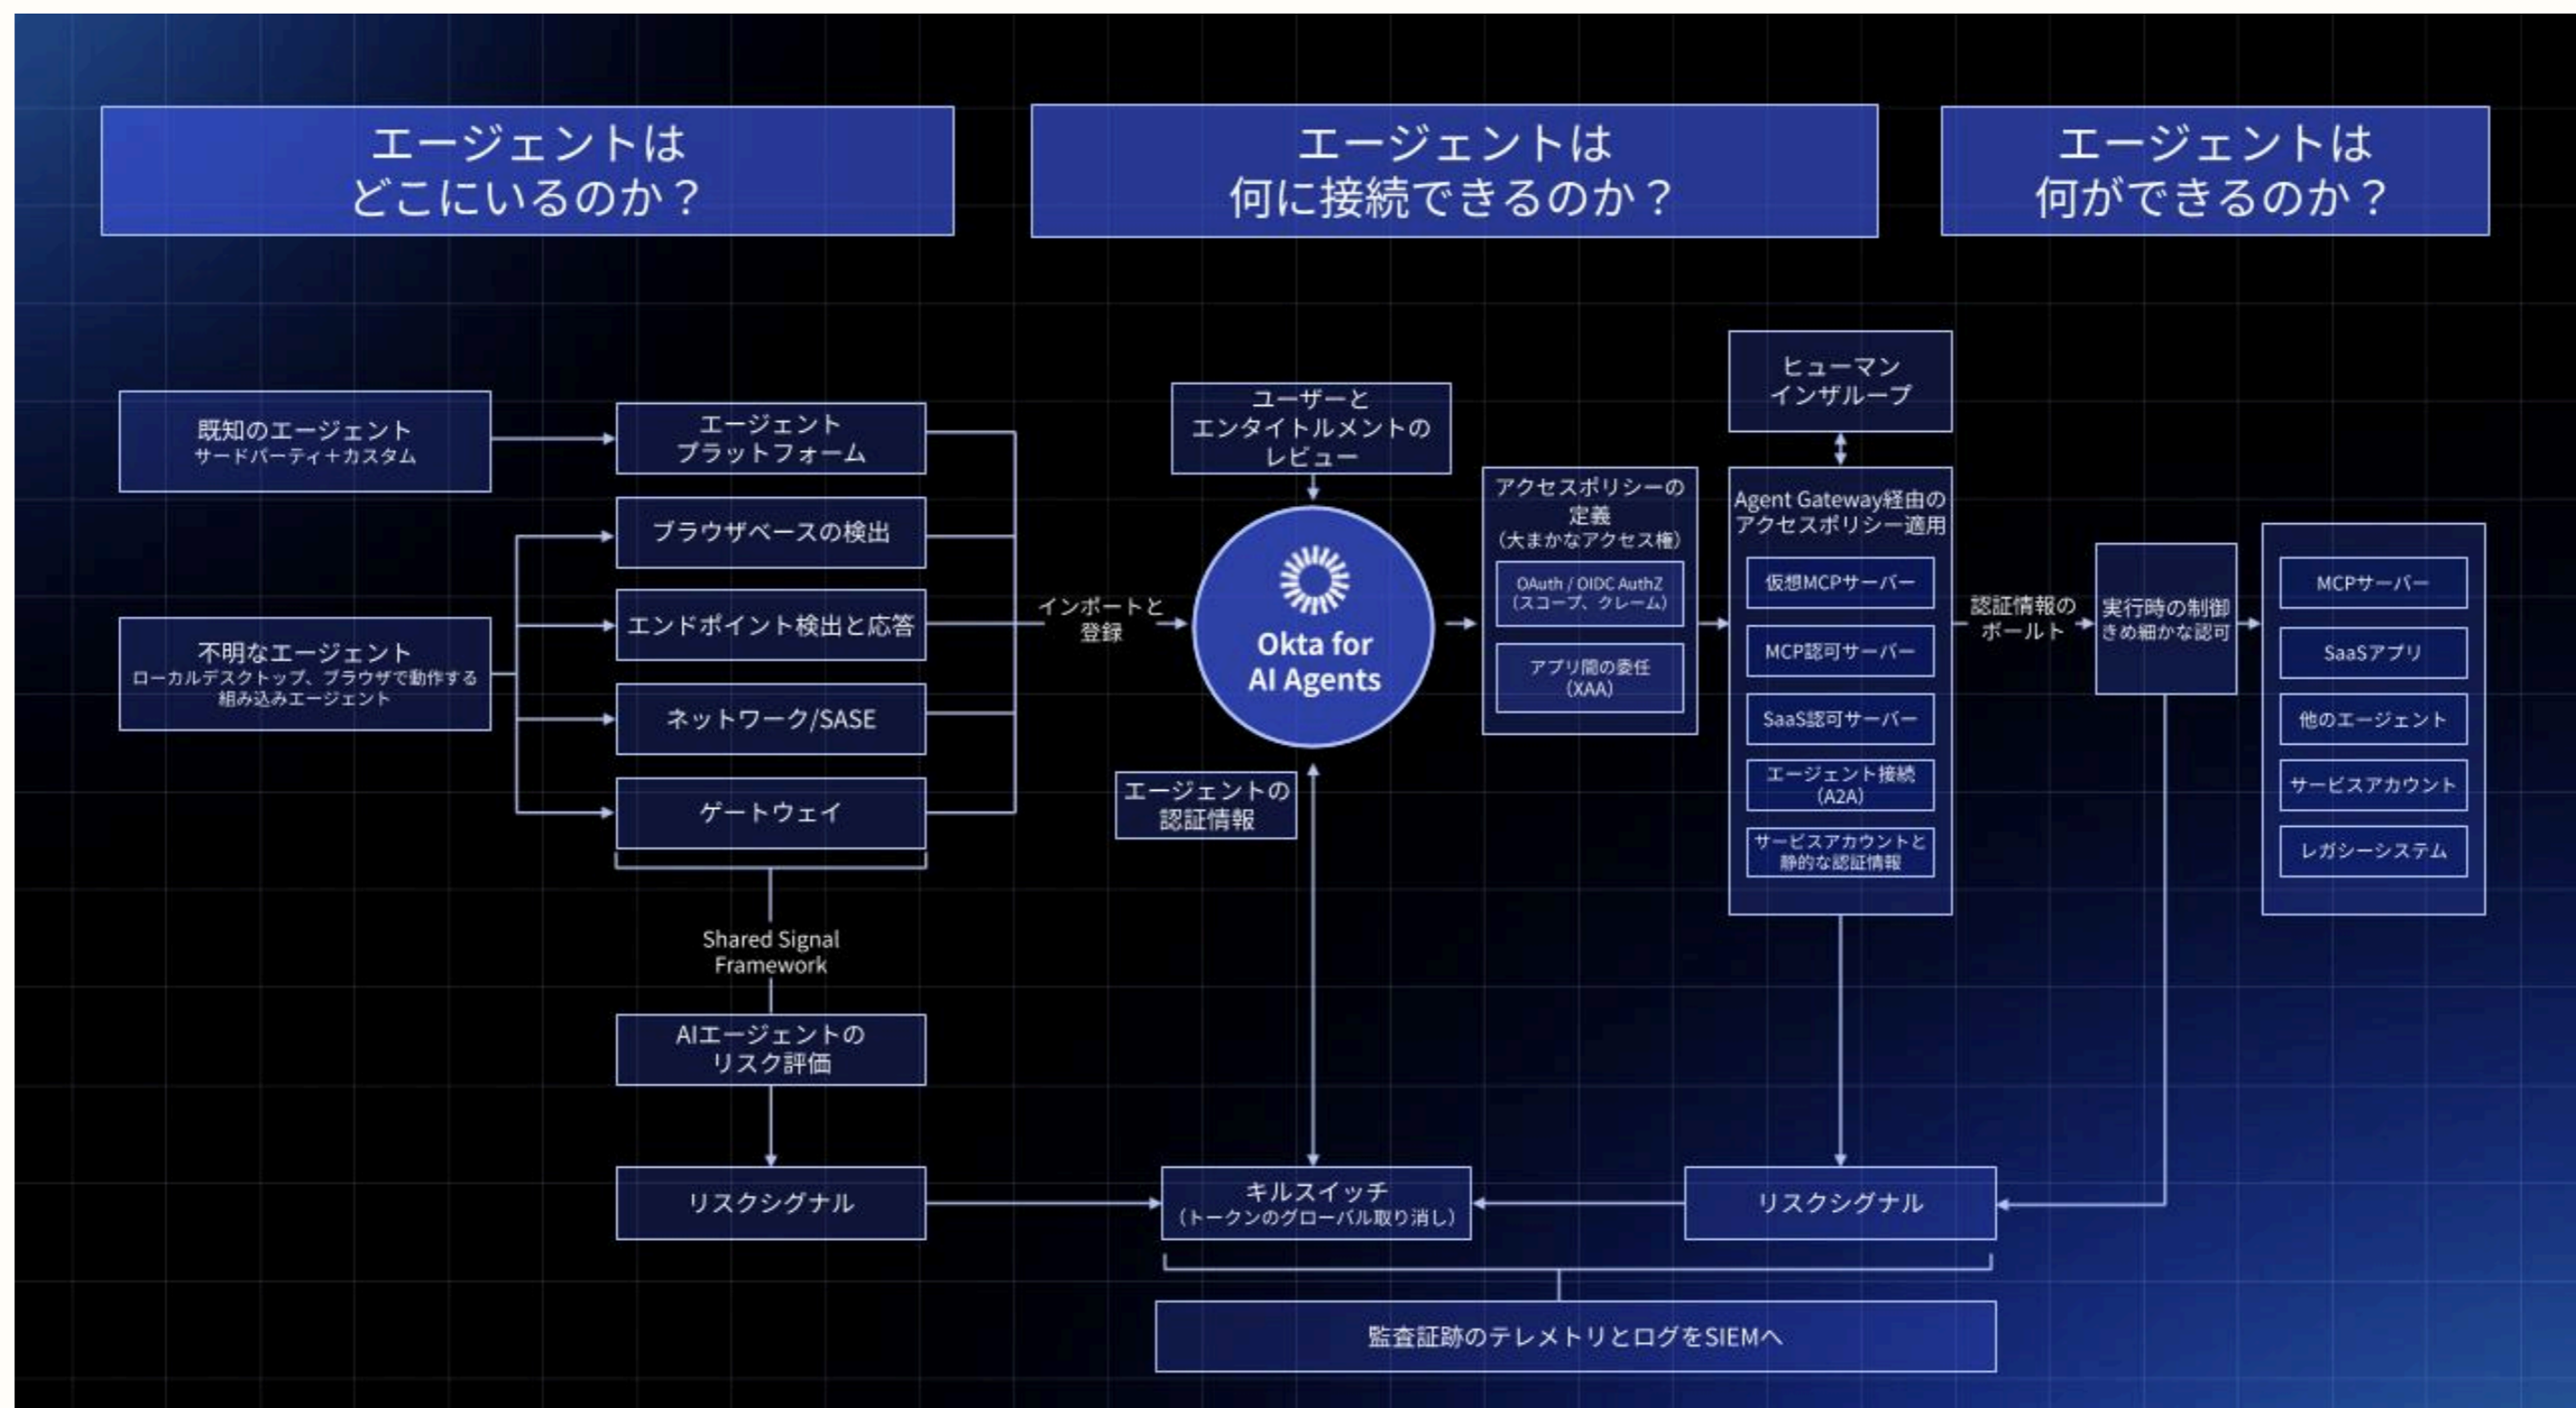 エージェントは
どこにいるのか？
エージェントは
何に接続できるのか？
エージェントは
何ができるのか？
既知のエージェント
サードパーティ＋カスタム
不明なエージェント
ローカルデスクトップ、ブラウザで動作する
組み込みエージェント
エージェント
プラットフォーム
ブラウザベースの検出
エンドポイント検出と応答
ネットワーク/SASE
ゲートウェイ
Shared Signal
Framework
AIエージェントの
リスク評価
リスクシグナル
インポートと
登録
ユーザーと
エンタイトルメントの
レビュー
Okta for
AI Agents
エージェントの
認証情報
キルスイッチ
（トークンのグローバル取り消し）
アクセスポリシーの
定義
（大まかなアクセス権）
OAuth / OIDC AuthZ
（スコープ、クレーム）
アプリ間の委任
（XAA）
ヒューマン
インザループ
Agent Gateway経由の
アクセスポリシー適用
仮想MCPサーバー
MCP認可サーバー
SaaS認可サーバー
エージェント接続
（A2A）
サービスアカウントと
静的な認証情報
リスクシグナル
認証情報の
ボールト
実行時の制御
きめ細かな認可
MCPサーバー
SaaSアプリ
他のエージェント
サービスアカウント
レガシーシステム
監査証跡のテレメトリとログをSIEMへ